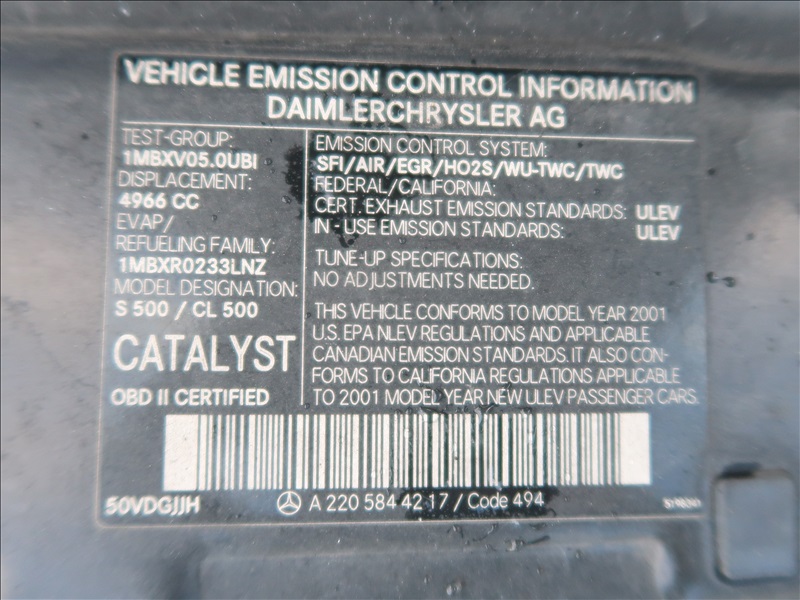 VEHICLE EMISSION CONTROL INFORMATION
DAIMLERCHRYSLER AG
TEST-GROUP:
1MBXV05.0UBI
DISPLACEMENT:
4966 CC
EVAP/
REFUELING FAMILY:
1MBXR0233LNZ
MODEL DESIGNATION:
S 500 / CL 500
CATALYST
OBD II CERTIFIED
EMISSION CONTROL SYSTEM:
SFI/AIR/EGR/HO2S/WU-TWC/TWC
FEDERAL/CALIFORNIA:
CERT. EXHAUST EMISSION STANDARDS: ULEV
IN - USE EMISSION STANDARDS: ULEV
TUNE-UP SPECIFICATIONS:
NO ADJUSTMENTS NEEDED.
THIS VEHICLE CONFORMS TO MODEL YEAR 2001
U.S. EPA NLEV REGULATIONS AND APPLICABLE
CANADIAN EMISSION STANDARDS. IT ALSO CON-
FORMS TO CALIFORNIA REGULATIONS APPLICABLE
TO 2001 MODEL YEAR NEW ULEV PASSENGER CARS.
50VDGJJH
A 220 584 42 17 / Code 494